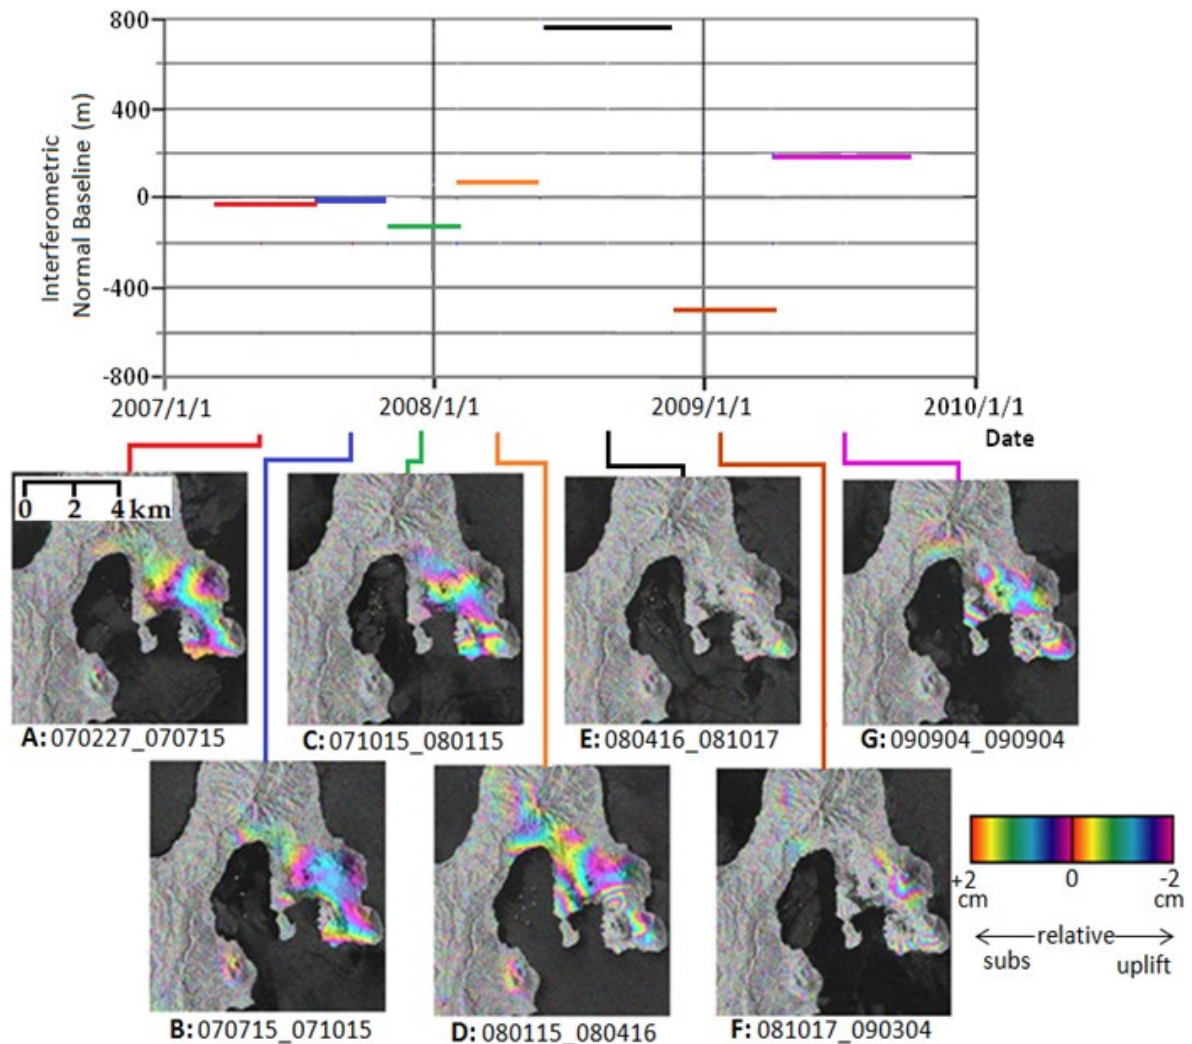 Interferometric
Normal Baseline (m)
800
400
0
-400
-800
2007/1/1 2008/1/1 2009/1/1 2010/1/1
Date
0 2 4 km
A: 070227_070715
C: 071015_080115
E: 080416_081017
G: 090904_090904
B: 070715_071015
D: 080115_080416
F: 081017_090304
+2 cm
0
-2 cm
relative
subs uplift